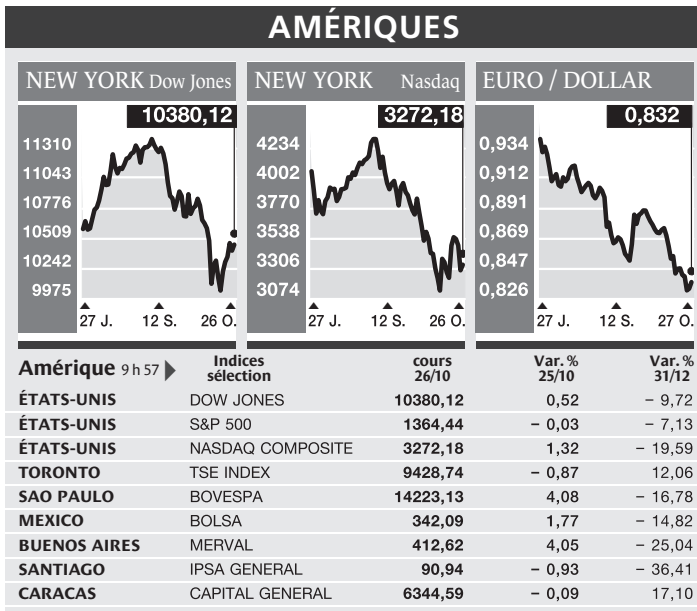 AMÉRIQUES
NEW YORK Dow Jones
10380,12
11310
11043
10776
10509
10242
9975
27 J. 12 S. 26 O.
NEW YORK Nasdaq
3272,18
4234
4002
3770
3538
3306
3074
27 J. 12 S. 26 O.
EURO / DOLLAR
0,832
0,934
0,912
0,891
0,869
0,847
0,826
27 J. 12 S. 27 O.
Amérique 9 h 57 Indices sélection cours 26/10 Var. % 25/10 Var. % 31/12
ÉTATS-UNIS DOW JONES 10380,12 0,52 – 9,72
ÉTATS-UNIS S&P 500 1364,44 – 0,03 – 7,13
ÉTATS-UNIS NASDAQ COMPOSITE 3272,18 1,32 – 19,59
TORONTO TSE INDEX 9428,74 – 0,87 12,06
SAO PAULO BOVESPA 14223,13 4,08 – 16,78
MEXICO BOLSA 342,09 1,77 – 14,82
BUENOS AIRES MERVAL 412,62 4,05 – 25,04
SANTIAGO IPSA GENERAL 90,94 – 0,93 – 36,41
CARACAS CAPITAL GENERAL 6344,59 – 0,09 17,10